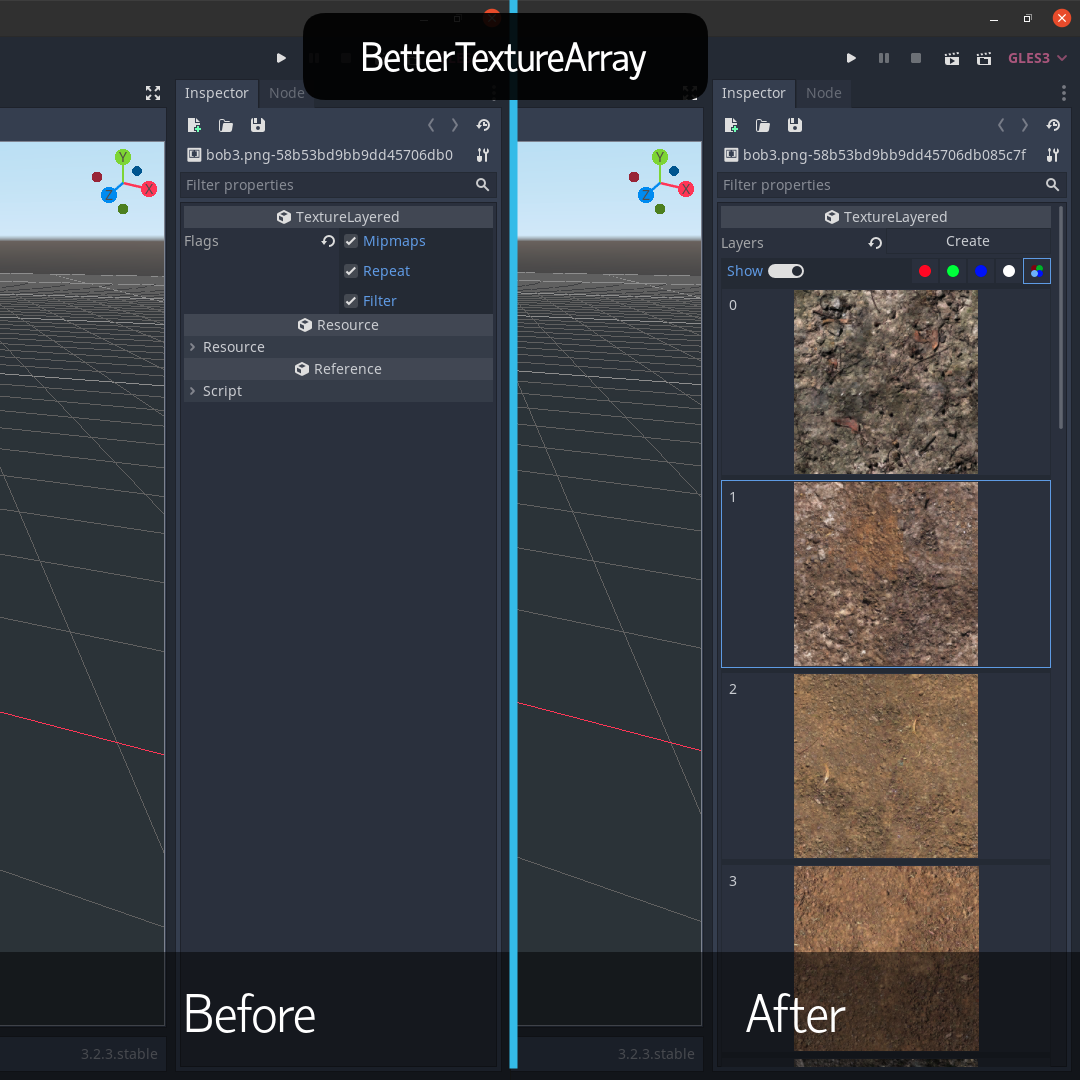 BetterTextureArray
Inspector
Node
bob3.png-58b53bd9bb9dd45706db0
Filter properties
TextureLayered
Flags
Mipmaps
Repeat
Filter
Resource
Resource
Reference
Script
Y
X
Z
3.2.3.stable
Before
GLES3
Inspector
Node
bob3.png-58b53bd9bb9dd45706db085c7f
Filter properties
TextureLayered
Layers
Create
Show
0
1
2
3
Y
X
Z
3.2.3.stable
After